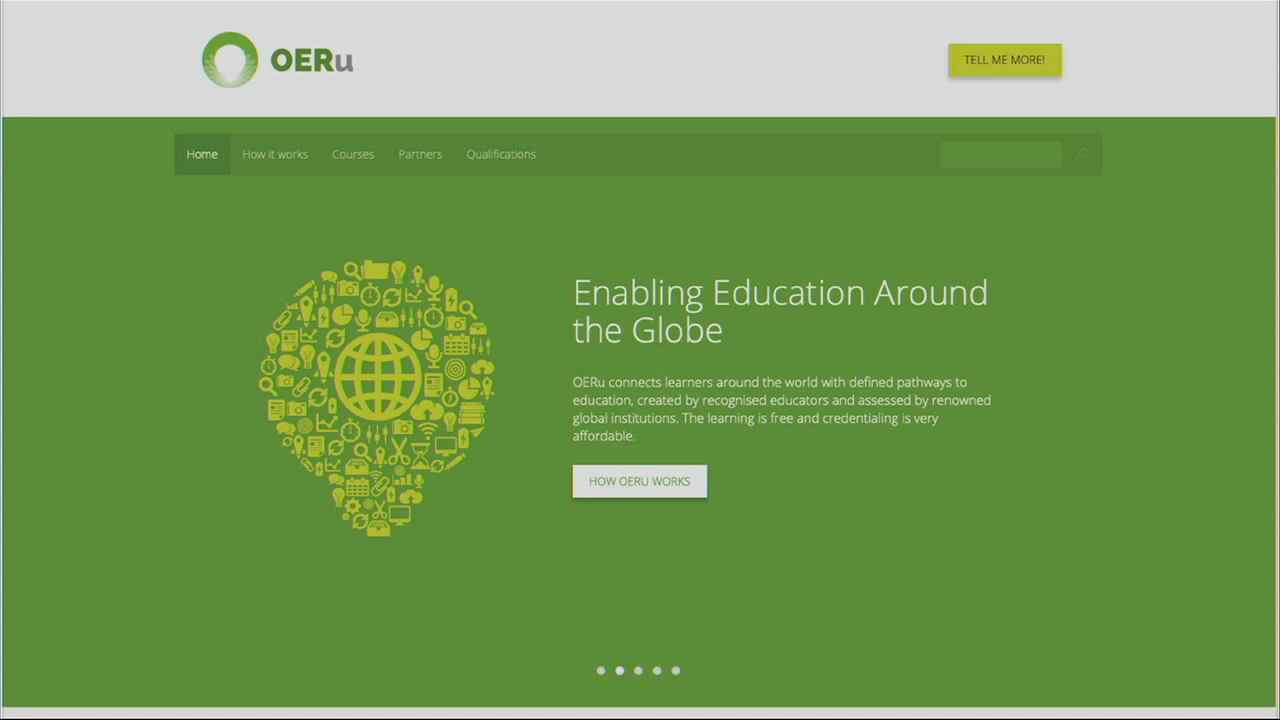 OERu
TELL ME MORE!
Home How it works Courses Partners Qualifications
Enabling Education Around
the Globe
OERu connects learners around the world with defined pathways to
education, created by recognised educators and assessed by renowned
global institutions. The learning is free and credentialing is very
affordable.
HOW OERU WORKS